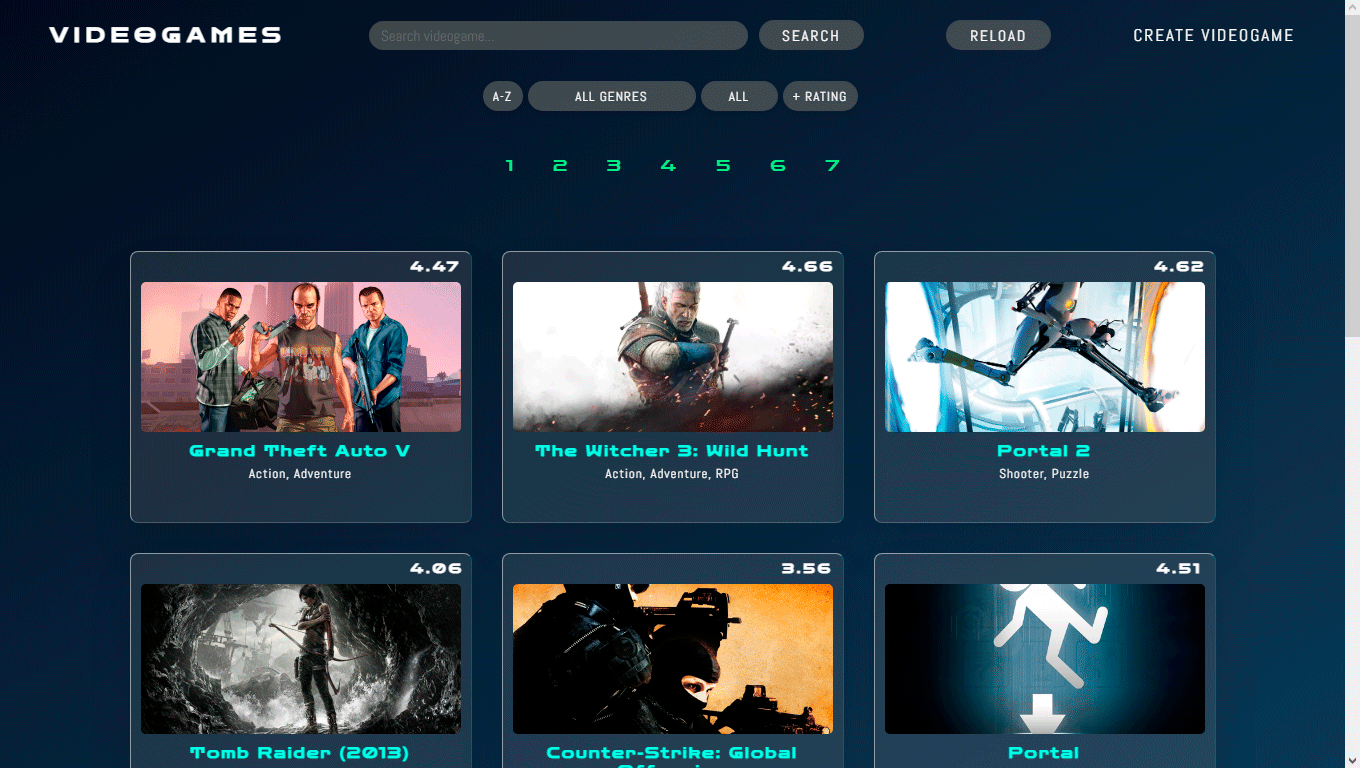 VIDEOGAMES
Search videogame...
SEARCH
RELOAD
CREATE VIDEOGAME
A-Z
ALL GENRES
ALL
+ RATING
1 2 3 4 5 6 7
4.47
Grand Theft Auto V
Action, Adventure
4.66
The Witcher 3: Wild Hunt
Action, Adventure, RPG
4.62
Portal 2
Shooter, Puzzle
4.06
Tomb Raider (2013)
3.56
Counter-Strike: Global
4.51
Portal